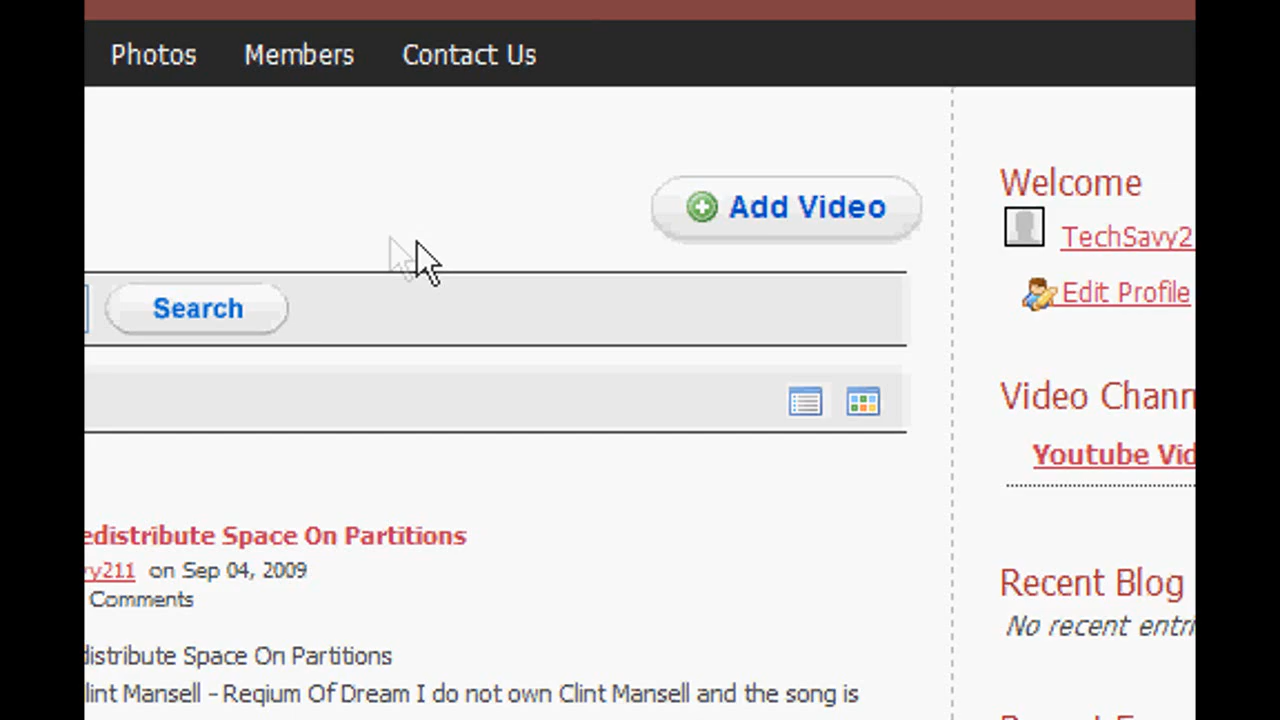 Photos Members Contact Us
Add Video
Search
edistribute Space On Partitions
vy211 on Sep 04, 2009
Comments
distribute Space On Partitions
lint Mansell - Reqium Of Dream I do not own Clint Mansell and the song is
Welcome
TechSavy2
Edit Profile
Video Chann
Youtube Vid
Recent Blog
No recent entri